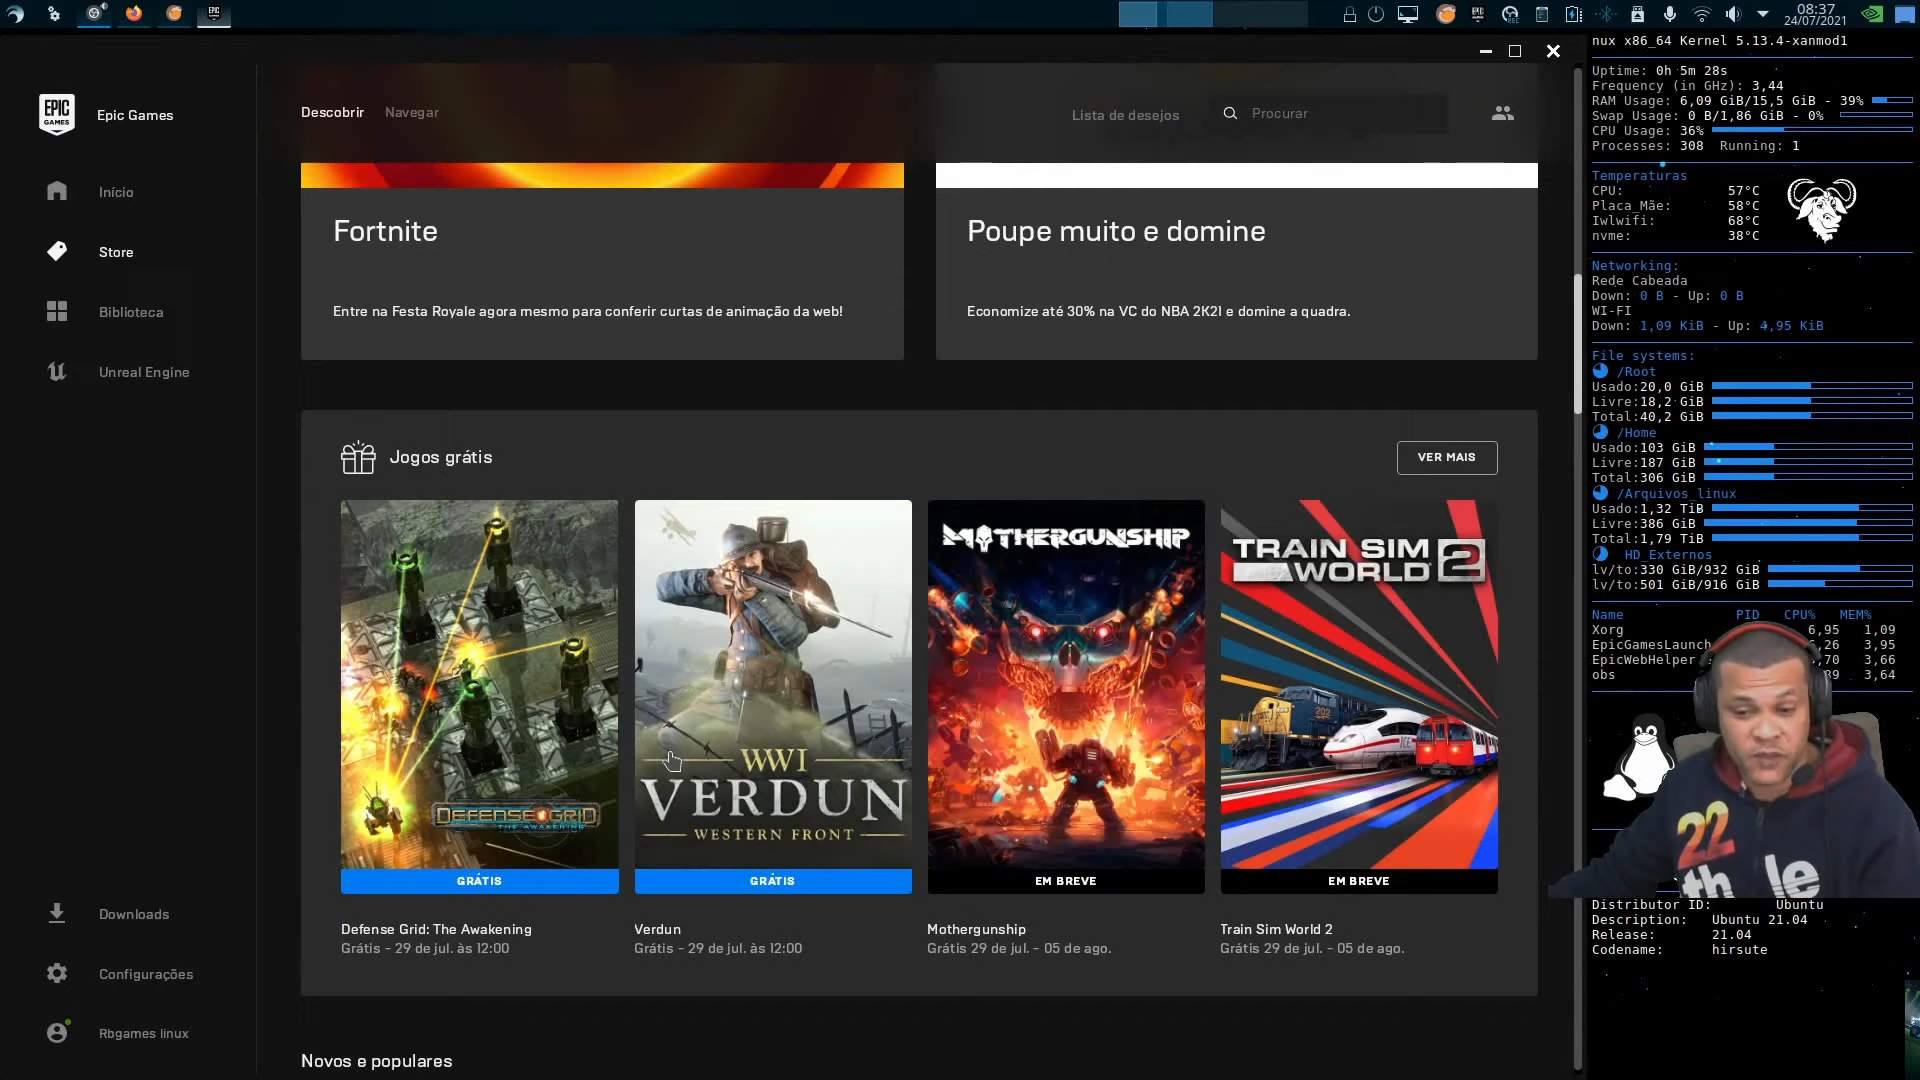 08:37
24/07/2021
nux x86_64 Kernel 5.13.4-xanmod1
EPIC
GAMES
Epic Games
Início
Store
Biblioteca
Unreal Engine
Downloads
Configurações
Rbgames linux
Descobrir
Navegar
Lista de desejos
Procurar
Fortnite
Entre na Festa Royale agora mesmo para conferir curtas de animação da web!
Poupe muito e domine
Economize até 30% na VC do NBA 2K21 e domine a quadra.
Jogos grátis
VER MAIS
DEFENSE GRID
THE AWAKENING
WWI
VERDUN
WESTERN FRONT
MOTHERGUNSHIP
TRAIN SIM
WORLD 2
202
ICE
GRÁTIS
GRÁTIS
EM BREVE
EM BREVE
Defense Grid: The Awakening
Grátis - 29 de jul. às 12:00
Verdun
Grátis - 29 de jul. às 12:00
Mothergunship
Grátis 29 de jul. - 05 de ago.
Train Sim World 2
Grátis 29 de jul. - 05 de ago.
Novos e populares
Uptime: 0h 5m 28s
Frequency (in GHz): 3,44
RAM Usage: 6,09 GiB/15,5 GiB - 39%
Swap Usage: 0 B/1,86 GiB - 0%
CPU Usage: 36%
Processes: 308 Running: 1
Temperaturas
CPU: 57°C
Placa Mãe: 58°C
Iwlwifi: 68°C
nvme: 38°C
Networking:
Rede Cabeada
Down: 0 B - Up: 0 B
WI-FI
Down: 1,09 KiB - Up: 4,95 KiB
File systems:
/Root
Usado:20,0 GiB
Livre:18,2 GiB
Total:40,2 GiB
/Home
Usado:103 GiB
Livre:187 GiB
Total:306 GiB
/Arquivos_linux
Usado:1,32 TiB
Livre:386 GiB
Total:1,79 TiB
HD_Externos
lv/to:330 GiB/932 GiB
lv/to:501 GiB/916 GiB
Name PID CPU% MEM%
Xorg 6,95 1,09
EpicGamesLaunch ,26 3,95
EpicWebHelper ,70 3,66
obs 3,64
22
Distributor ID: Ubuntu
Description: Ubuntu 21.04
Release: 21.04
Codename: hirsute